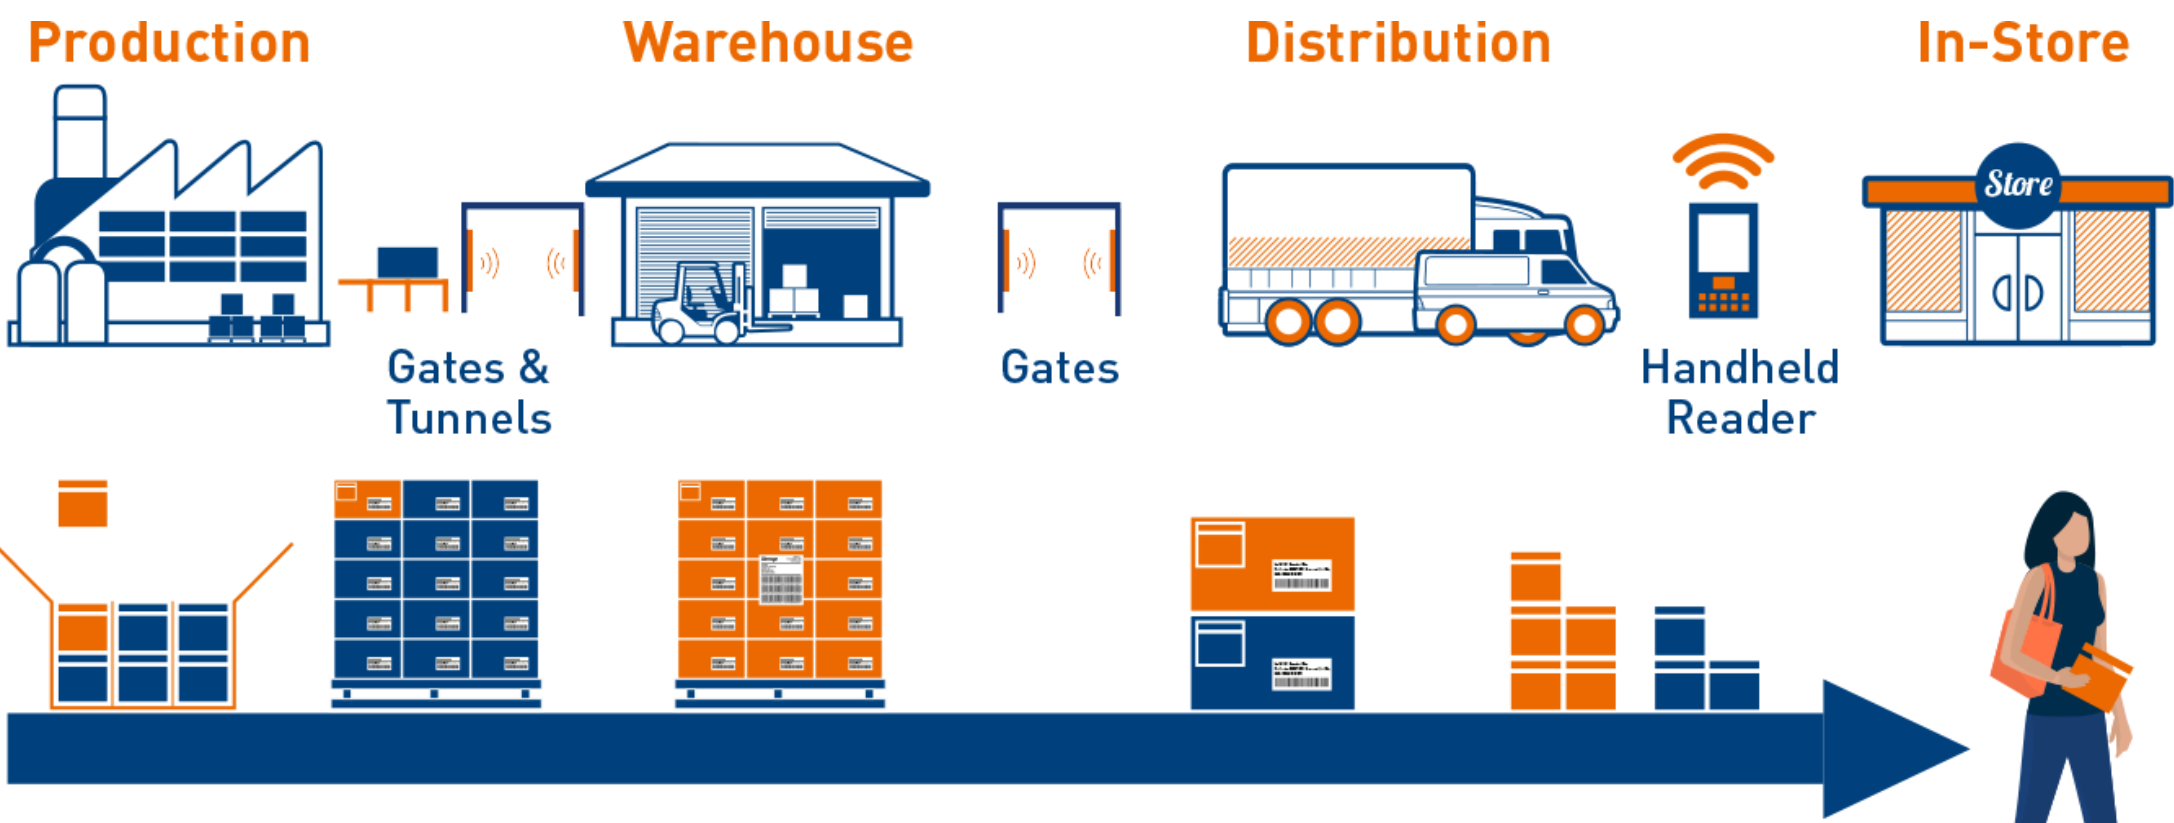 Production
Warehouse
Distribution
In-Store
Store
Gates &
Tunnels
Gates
Handheld
Reader